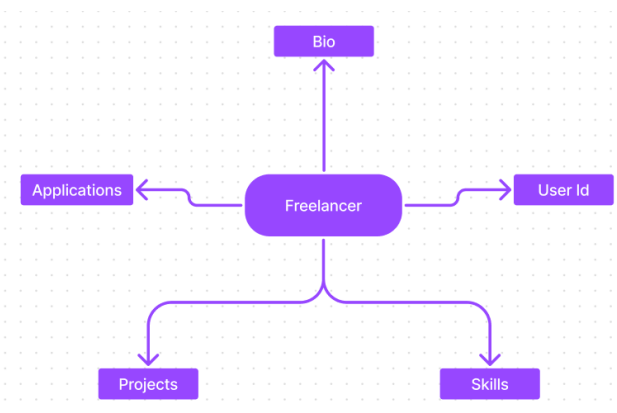 Bio
Applications
Freelancer
User Id
Projects
Skills